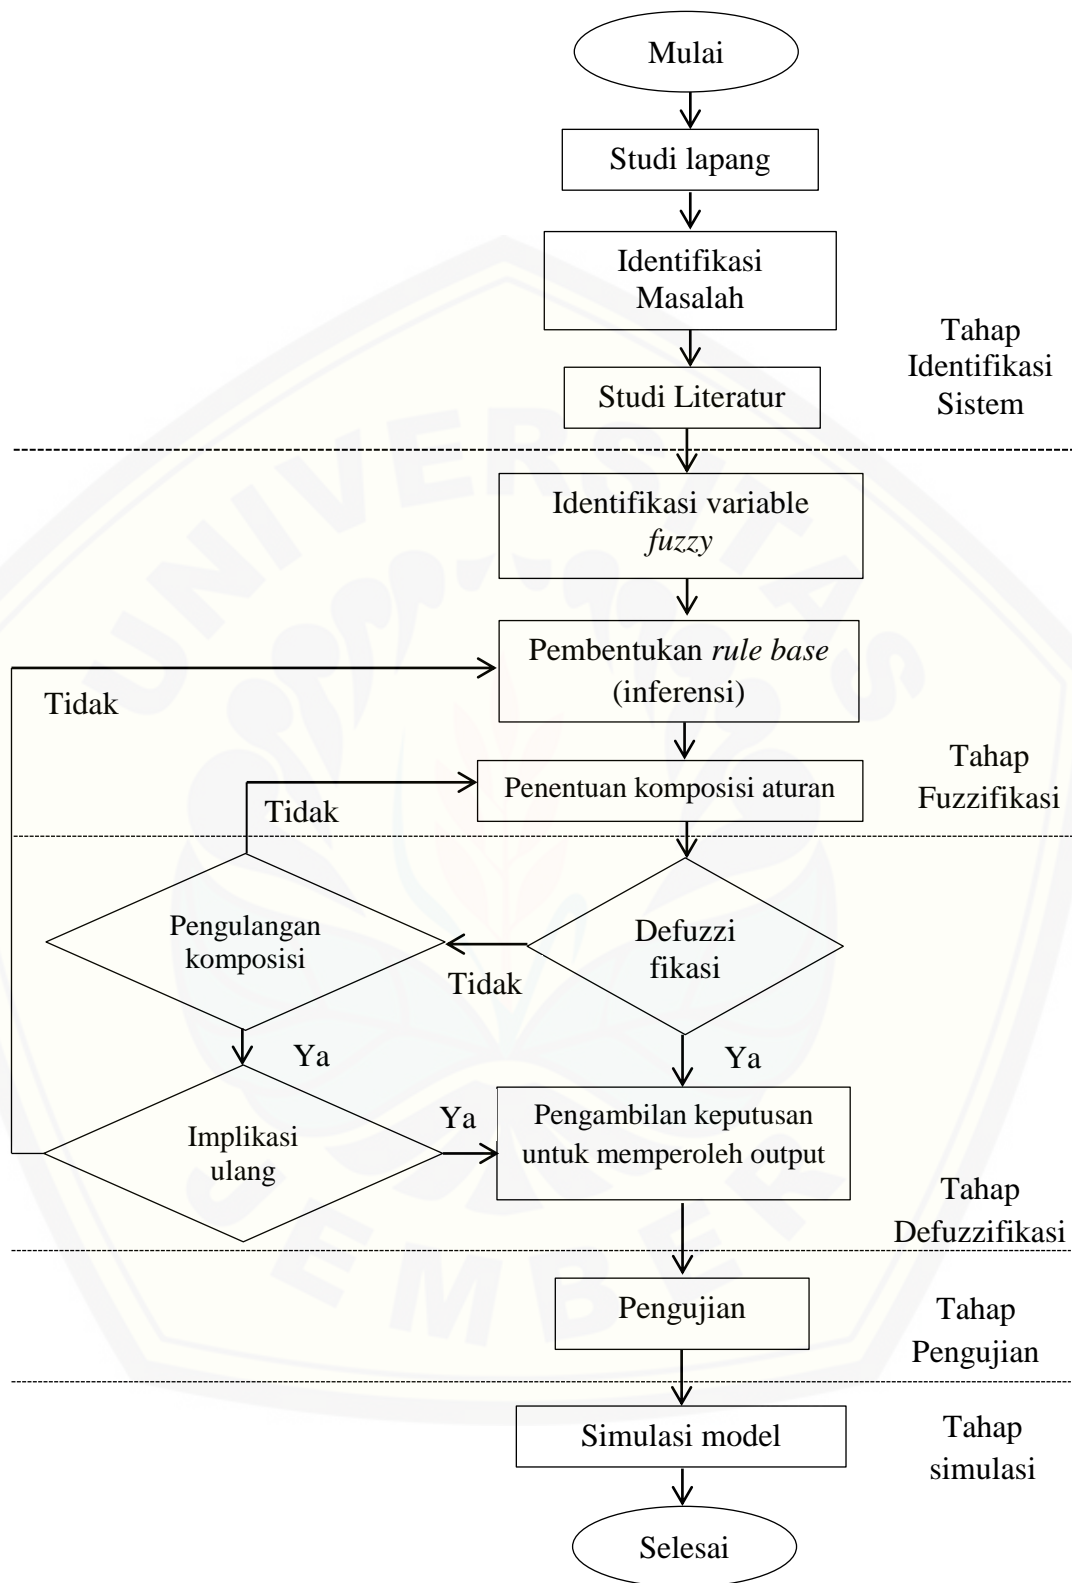 Mulai
Studi lapang
Identifikasi
Masalah
Tahap
Identifikasi
Sistem
Studi Literatur
Identifikasi variable
fuzzy
Pembentukan rule base
(inferensi)
Tidak
Tahap
Fuzzifikasi
Penentuan komposisi aturan
Tidak
Pengulangan
komposisi
Defuzzi
fikasi
Tidak
Ya
Ya
Implikasi
ulang
Ya
Pengambilan keputusan
untuk memperoleh output
Tahap
Defuzzifikasi
Pengujian
Tahap
Pengujian
Simulasi model
Tahap
simulasi
Selesai
UNIVERSITAS
JEMBER